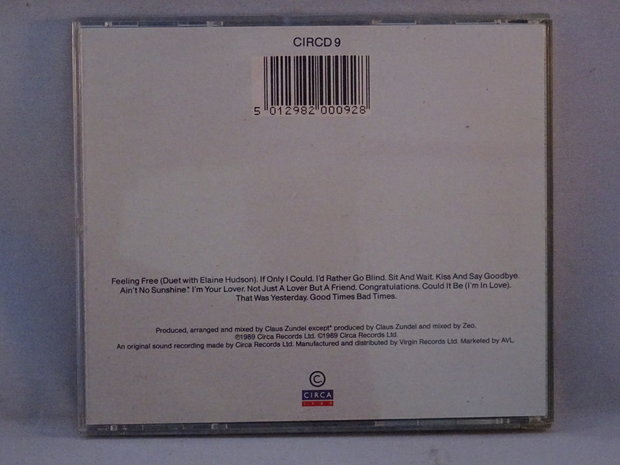 CIRCD 9
5 012982 000928
Feeling Free (Duet with Elaine Hudson). If Only I Could. I'd Rather Go Blind. Sit And Wait. Kiss And Say Goodbye.
Ain't No Sunshine*. I'm Your Lover. Not Just A Lover But A Friend. Congratulations. Could It Be (I'm In Love).
That Was Yesterday. Good Times Bad Times.
Produced, arranged and mixed by Claus Zundel except* produced by Claus Zundel and mixed by Zeo.
℗1989 Circa Records Ltd. ©1989 Circa Records Ltd.
An original sound recording made by Circa Records Ltd. Manufactured and distributed by Virgin Records Ltd. Marketed by AVL.
©
CIRCA